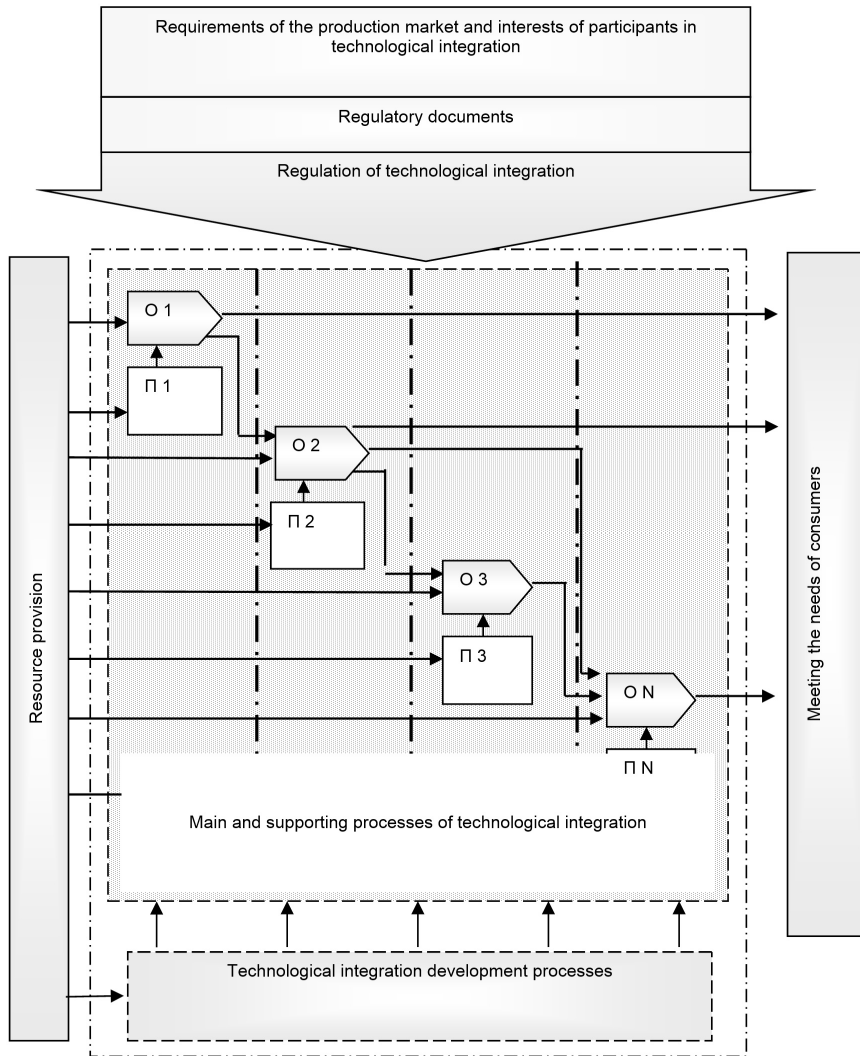 Requirements of the production market and interests of participants in
technological integration
Regulatory documents
Regulation of technological integration
Resource provision
О 1
П 1
О 2
П 2
О 3
П 3
О N
П N
Main and supporting processes of technological integration
Technological integration development processes
Meeting the needs of consumers